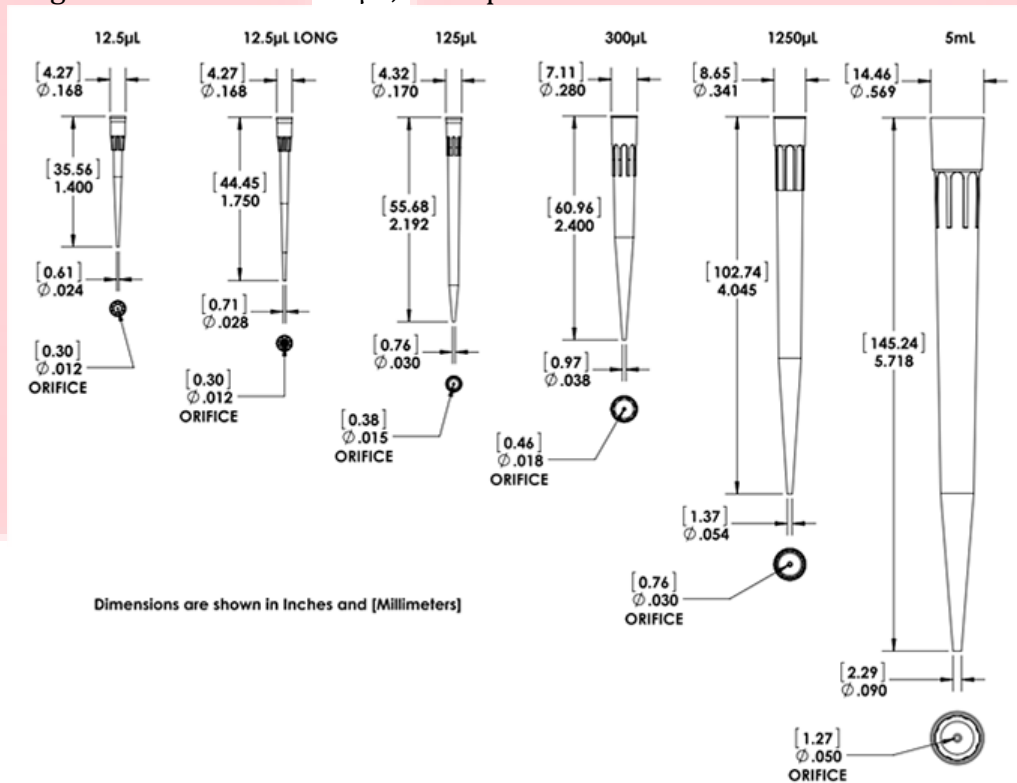 12.5µL
12.5µL LONG
125µL
300µL
1250µL
5mL
[4.27]
Ø.168
[4.27]
Ø.168
[4.32]
Ø.170
[7.11]
Ø.280
[8.65]
Ø.341
[14.46]
Ø.569
[35.56]
1.400
[44.45]
1.750
[55.68]
2.192
[60.96]
2.400
[102.74]
4.045
[145.24]
5.718
[0.61]
Ø.024
[0.71]
Ø.028
[0.76]
Ø.030
[0.97]
Ø.038
[1.37]
Ø.054
[2.29]
Ø.090
[0.30]
Ø.012
ORIFICE
[0.30]
Ø.012
ORIFICE
[0.38]
Ø.015
ORIFICE
[0.46]
Ø.018
ORIFICE
[0.76]
Ø.030
ORIFICE
[1.27]
Ø.050
ORIFICE
Dimensions are shown in Inches and [Millimeters]